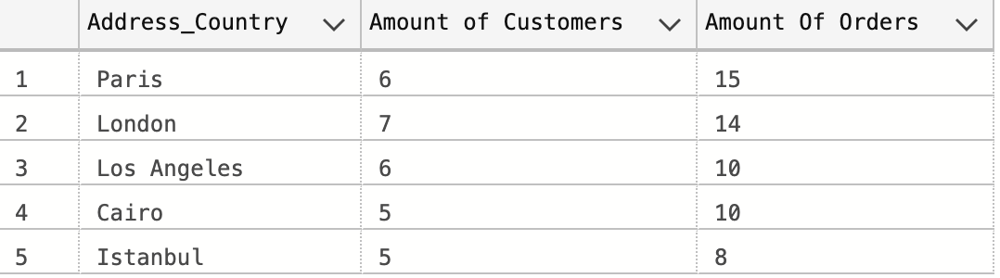 Address_Country Amount of Customers Amount Of Orders
1 Paris 6 15
2 London 7 14
3 Los Angeles 6 10
4 Cairo 5 10
5 Istanbul 5 8